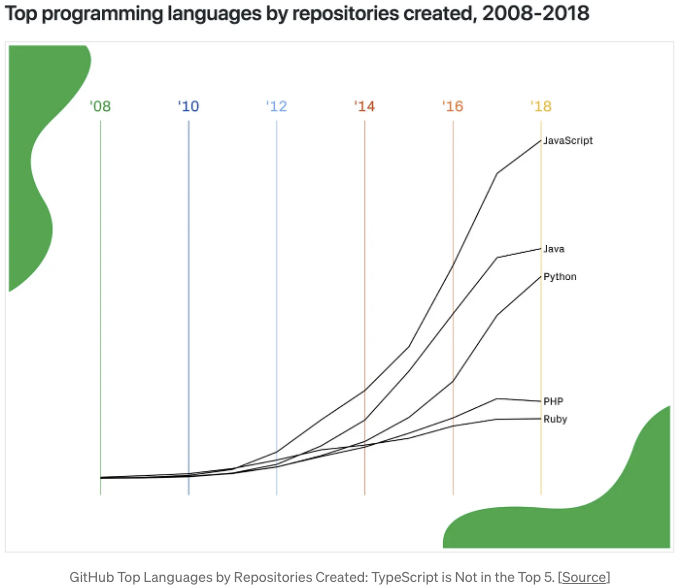 Top programming languages by repositories created, 2008-2018
'08 '10 '12 '14 '16 '18
JavaScript
Java
Python
PHP
Ruby
GitHub Top Languages by Repositories Created: TypeScript is Not in the Top 5. [Source]